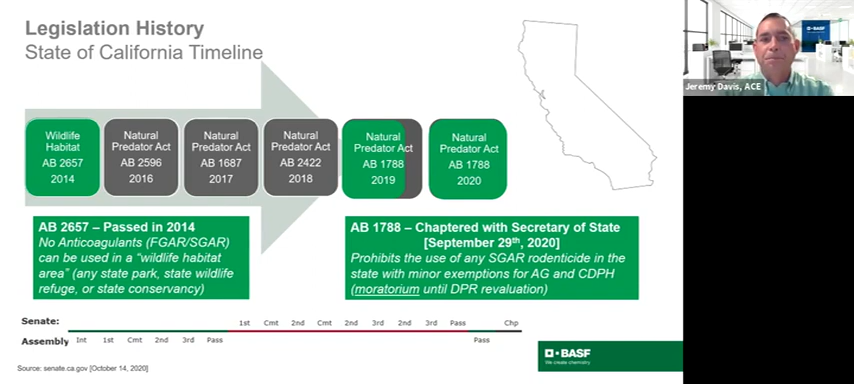 Legislation History
State of California Timeline
Jeremy Davis, ACE
Wildlife
Habitat
AB 2657
2014
Natural
Predator Act
AB 2596
2016
Natural
Predator Act
AB 1687
2017
Natural
Predator Act
AB 2422
2018
Natural
Predator Act
AB 1788
2019
Natural
Predator Act
AB 1788
2020
AB 2657 – Passed in 2014
No Anticoagulants (FGAR/SGAR)
can be used in a “wildlife habitat
area” (any state park, state wildlife
refuge, or state conservancy)
AB 1788 – Chaptered with Secretary of State
[September 29th, 2020]
Prohibits the use of any SGAR rodenticide in the
state with minor exemptions for AG and CDPH
(moratorium until DPR revaluation)
Senate: 1st Cmt 2nd Cmt 2nd 3rd 2nd 3rd Pass Chp
Assembly Int 1st Cmt 2nd 3rd Pass Pass
BASF
We create chemistry
Source: senate.ca.gov [October 14, 2020]